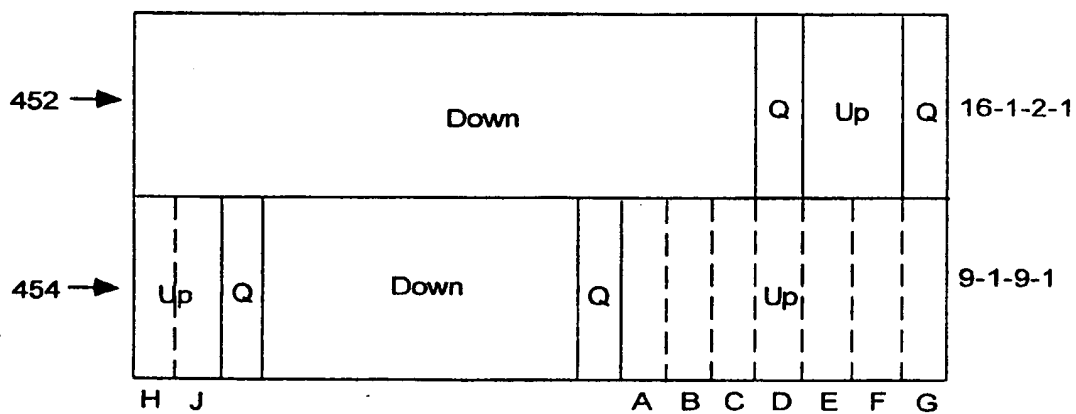 452 Down Q Up Q 16-1-2-1
454 Up Q Down Q Up 9-1-9-1
H J A B C D E F G